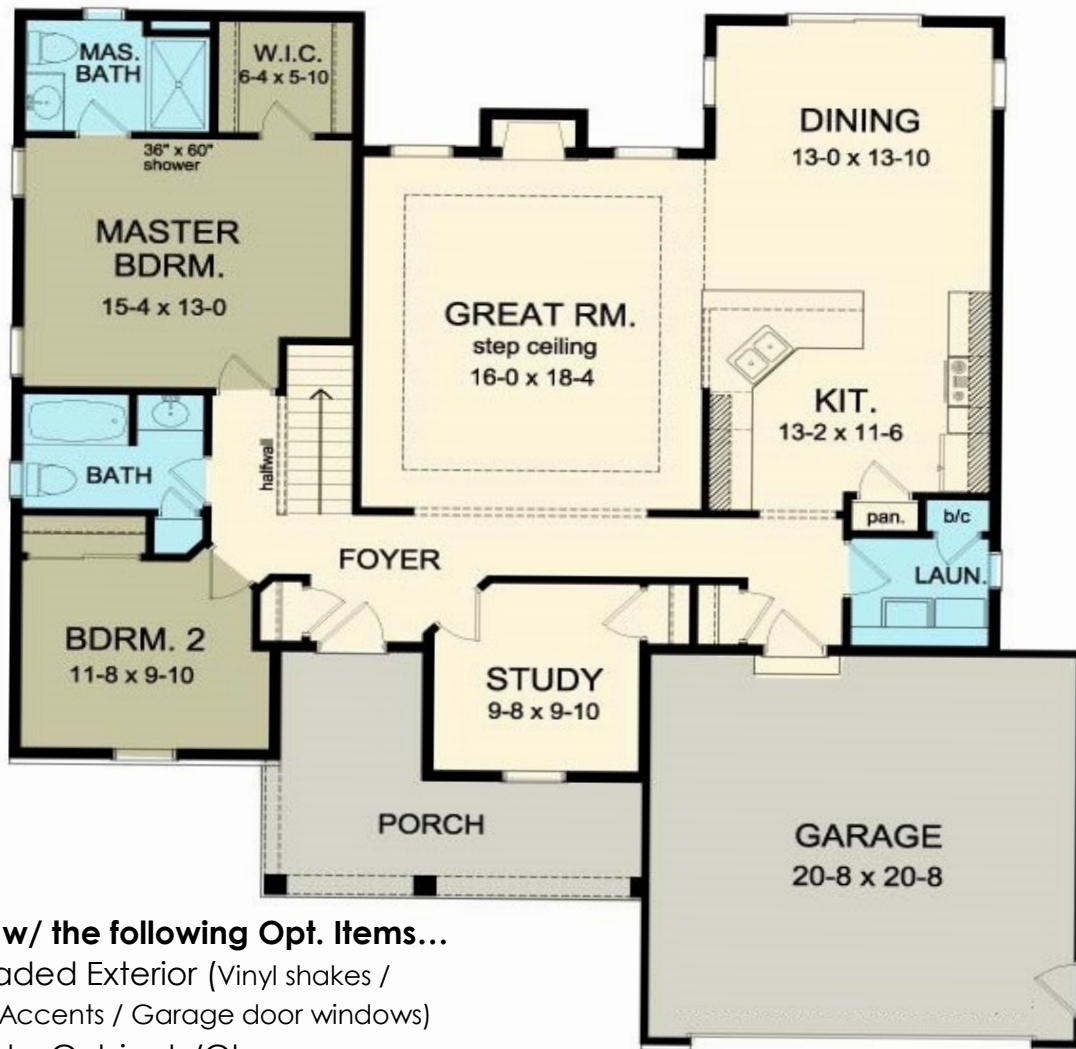 MAS.
BATH
W.I.C.
6-4 x 5-10
36" x 60"
shower
MASTER
BDRM.
15-4 x 13-0
GREAT RM.
step ceiling
16-0 x 18-4
DINING
13-0 x 13-10
KIT.
13-2 x 11-6
BATH
halfwall
pan.
b/c
LAUN.
FOYER
BDRM. 2
11-8 x 9-10
STUDY
9-8 x 9-10
PORCH
GARAGE
20-8 x 20-8
w/ the following Opt. Items…
aded Exterior (Vinyl shakes /
Accents / Garage door windows)